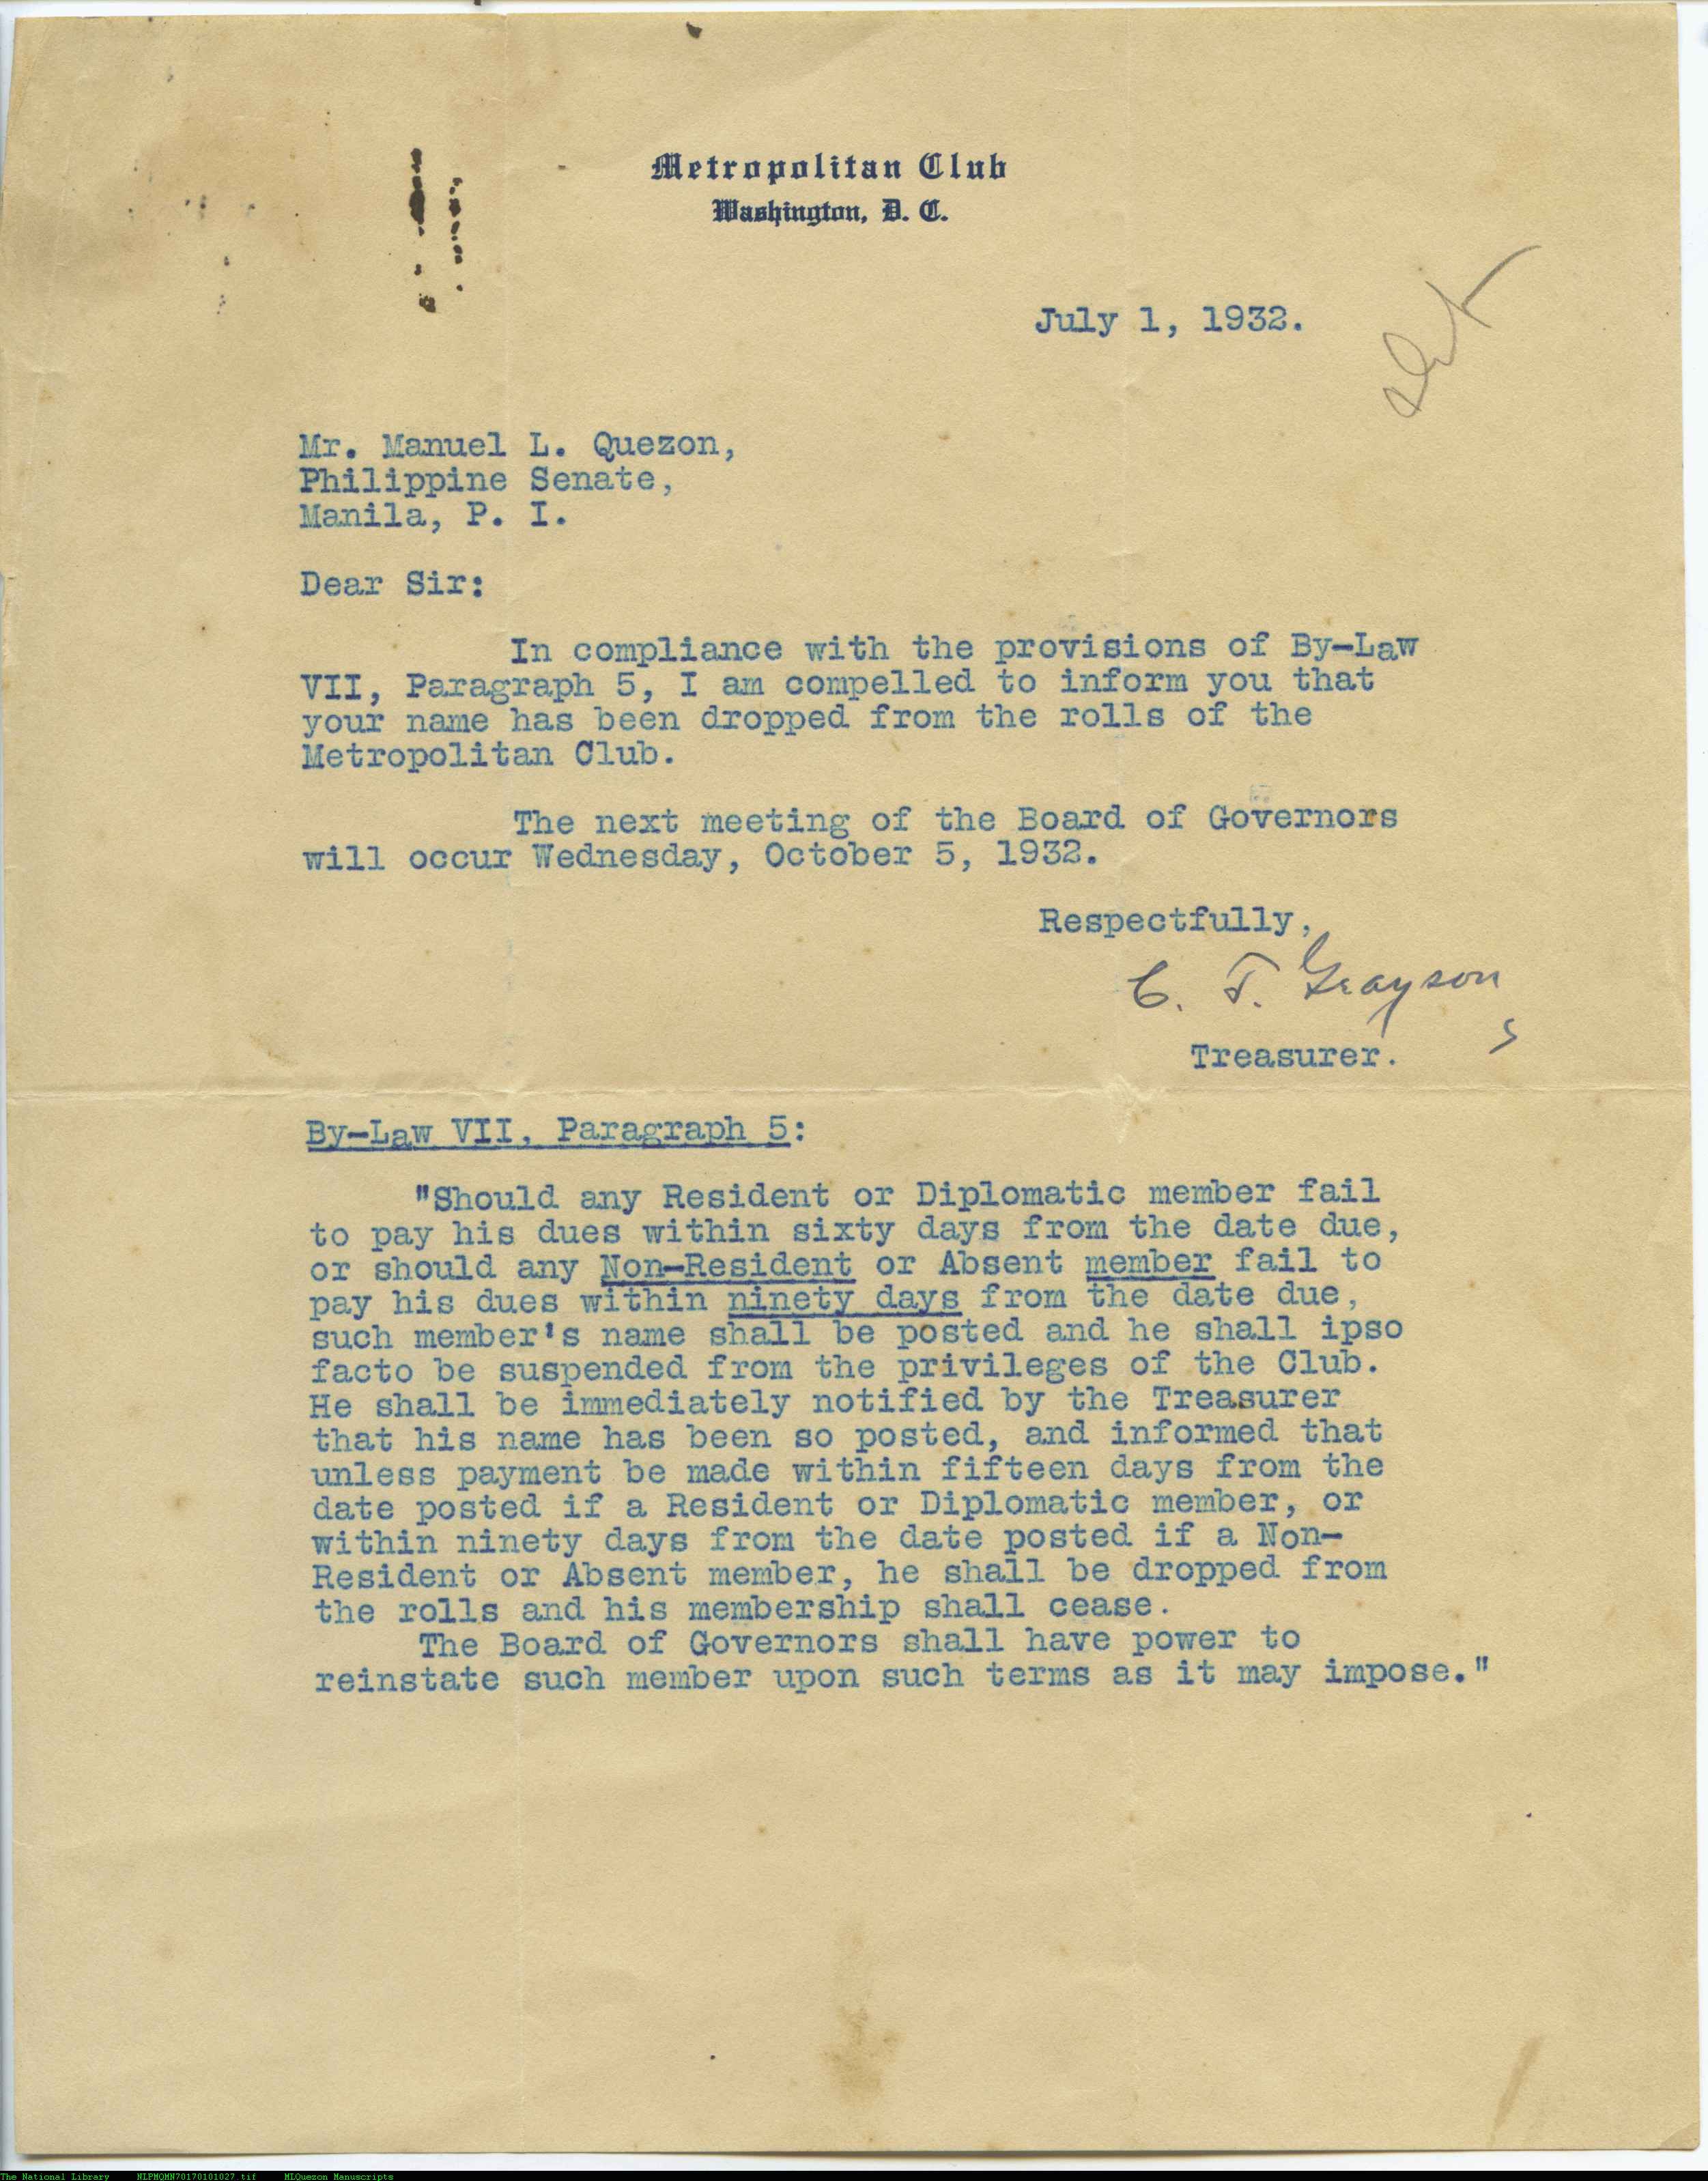 Metropolitan Club
Washington, D. C.
July 1, 1932.
Mr. Manuel L. Quezon,
Philippine Senate,
Manila, P. I.
Dear Sir:
In compliance with the provisions of By-Law
VII, Paragraph 5, I am compelled to inform you that
your name has been dropped from the rolls of the
Metropolitan Club.
The next meeting of the Board of Governors
will occur Wednesday, October 5, 1932.
Respectfully,
C. T. Grayson
Treasurer.
By-Law VII, Paragraph 5:
"Should any Resident or Diplomatic member fail
to pay his dues within sixty days from the date due,
or should any Non-Resident or Absent member fail to
pay his dues within ninety days from the date due,
such member's name shall be posted and he shall ipso
facto be suspended from the privileges of the Club.
He shall be immediately notified by the Treasurer
that his name has been so posted, and informed that
unless payment be made within fifteen days from the
date posted if a Resident or Diplomatic member, or
within ninety days from the date posted if a Non-
Resident or Absent member, he shall be dropped from
the rolls and his membership shall cease.
The Board of Governors shall have power to
reinstate such member upon such terms as it may impose."
The National Library NLPMQMN70170101027.tif MLQuezon Manuscripts